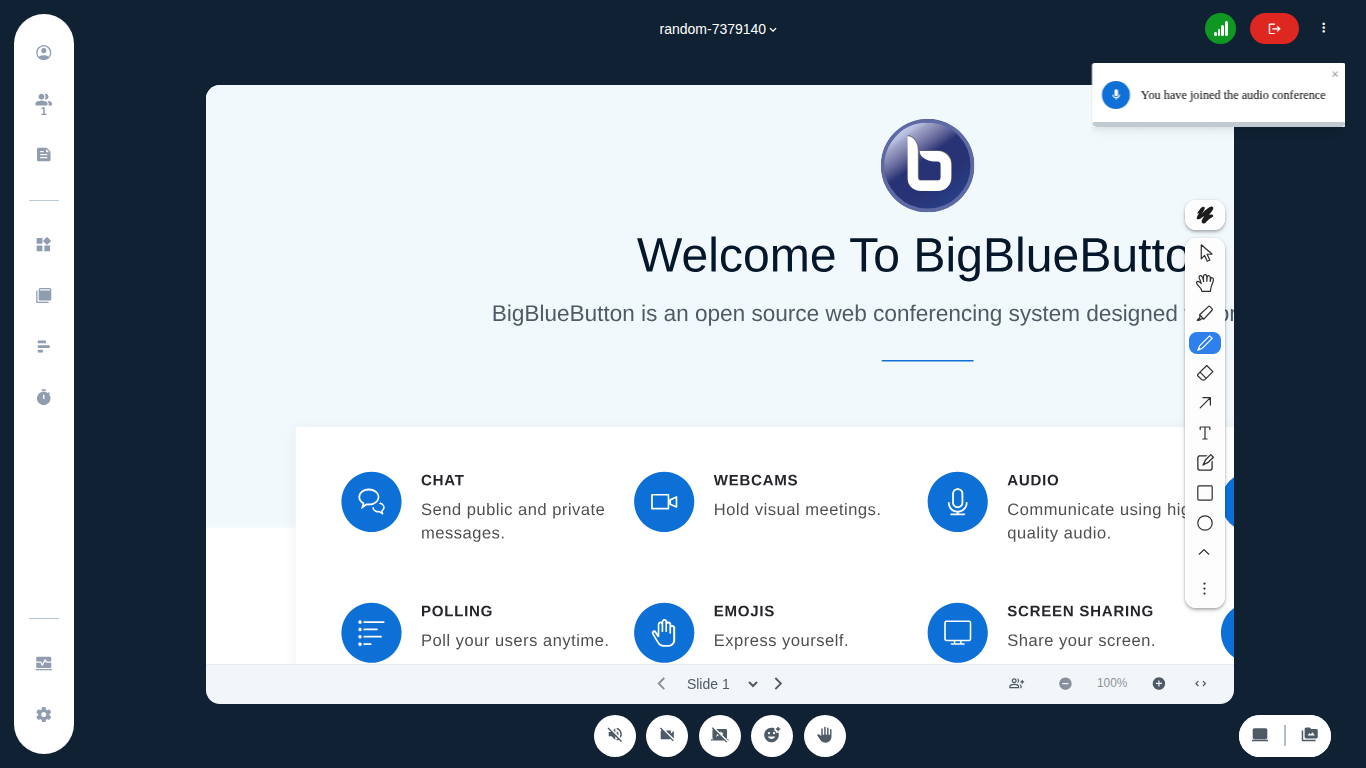 random-7379140
1
You have joined the audio conference
Welcome To BigBlueButto
BigBlueButton is an open source web conferencing system designed
CHAT
Send public and private
messages.
WEBCAMS
Hold visual meetings.
AUDIO
Communicate using hig
quality audio.
POLLING
Poll your users anytime.
EMOJIS
Express yourself.
SCREEN SHARING
Share your screen.
Slide 1
100%